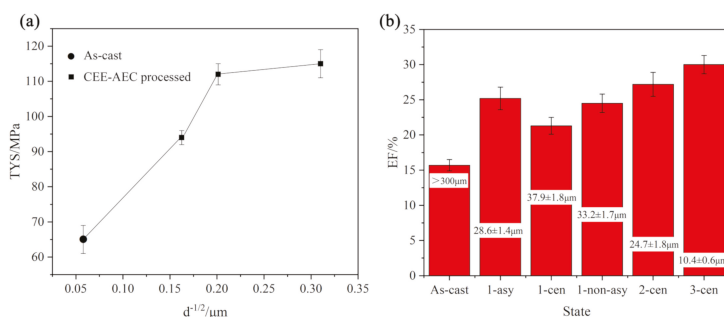 (a)
As-cast
CEE-AEC processed
TYS/MPa
120
110
100
90
80
70
60
0.05
0.10
0.15
0.20
0.25
0.30
0.35
d-1/2/μm
(b)
EF/%
35
30
25
20
15
10
5
0
>300μm
28.6±1.4μm
37.9±1.8μm
33.2±1.7μm
24.7±1.8μm
10.4±0.6μm
As-cast
1-asy
1-cen
1-non-asy
2-cen
3-cen
State